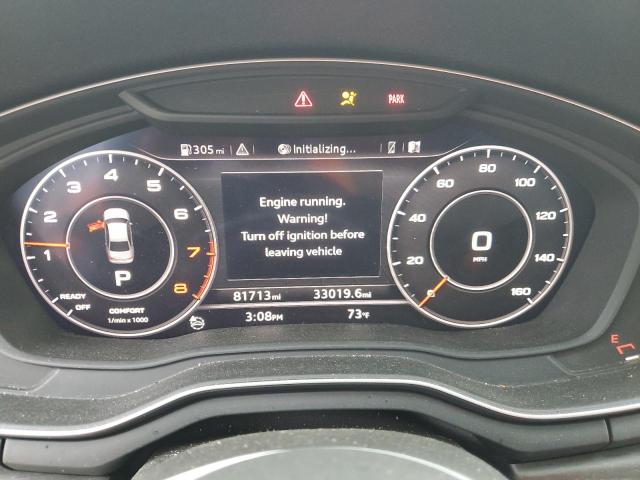 PARK
305 mi
Initializing...
1 2 3 4 5 6 7 8
READY
OFF
P
COMFORT
1/min x 1000
Engine running.
Warning!
Turn off ignition before
leaving vehicle
81713mi 33019.6mi
3:08PM 73°F
0 20 40 60 80 100 120 140 160
0
MPH
E